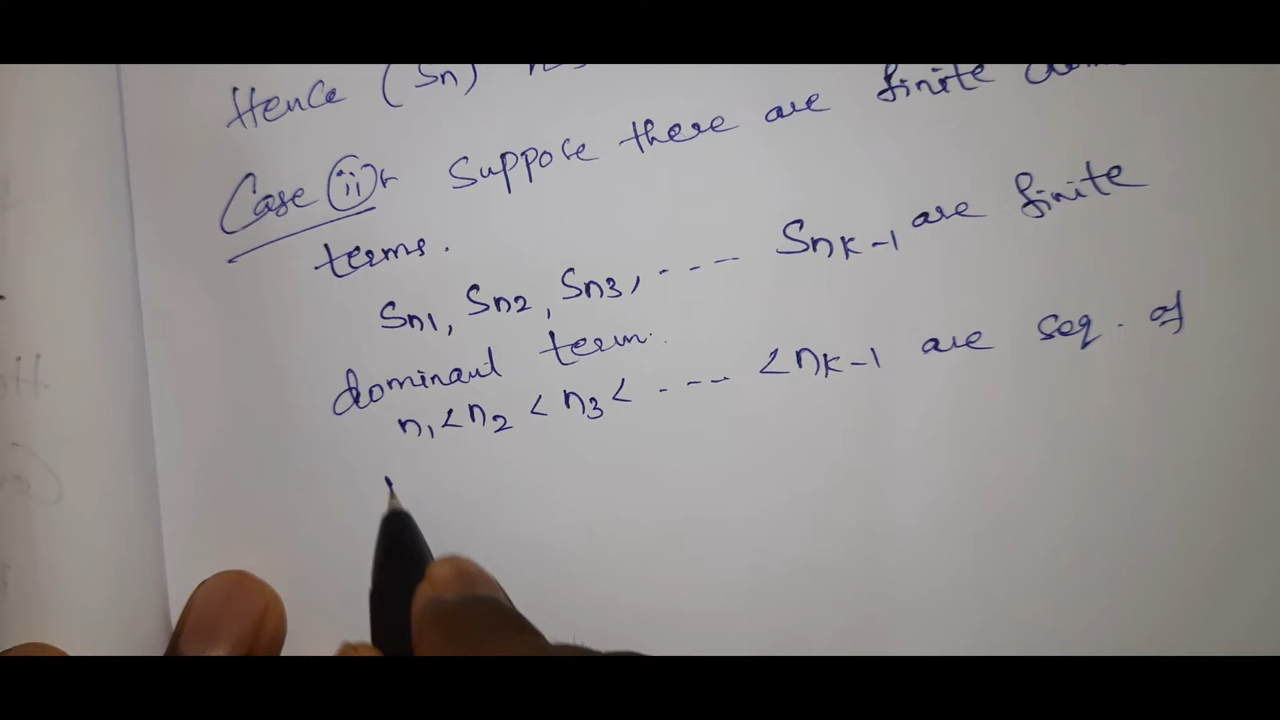 Hence (Sn)
Case (ii):- Suppose there are finite
terms.
Sn1, Sn2, Sn3, ---- Snk-1 are finite
dominant term.
n1 < n2 < n3 < ---- < nk-1 are seq. of